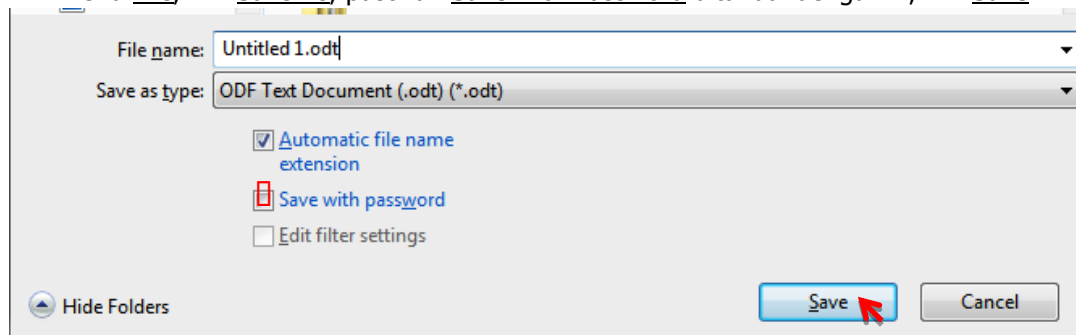 File name: Untitled 1.odt
Save as type: ODF Text Document (.odt) (*.odt)
Automatic file name
extension
Save with password
Edit filter settings
Hide Folders
Save
Cancel